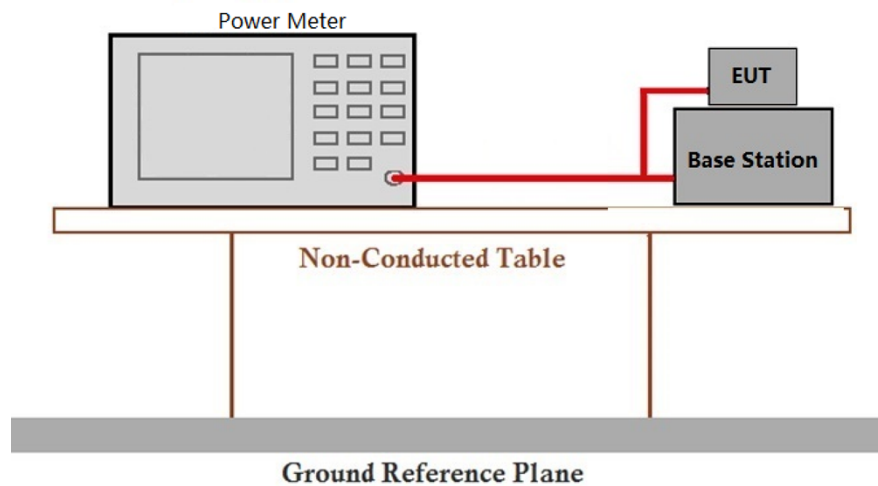 Power Meter
EUT
Base Station
Non-Conducted Table
Ground Reference Plane